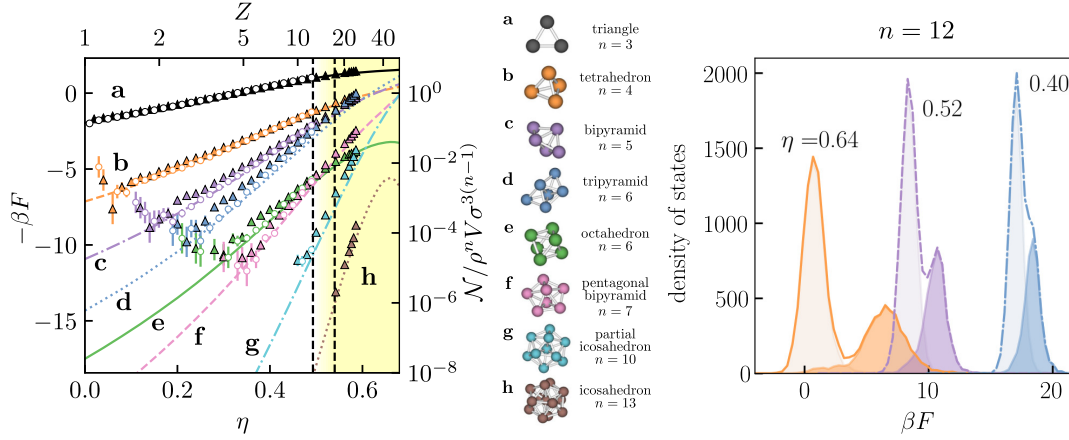 Z
1 2 5 10 20 40
0
−5
−10
−15
−βF
a
b
c
d
e
f
g
h
10⁰
10⁻²
10⁻⁴
10⁻⁶
10⁻⁸
𝒩/ρⁿVσ³⁽ⁿ⁻¹⁾
0.0 0.2 0.4 0.6
η
a
triangle
n = 3
b
tetrahedron
n = 4
c
bipyramid
n = 5
d
tripyramid
n = 6
e
octahedron
n = 6
f
pentagonal
bipyramid
n = 7
g
partial
icosahedron
n = 10
h
icosahedron
n = 13
n = 12
density of states
2000
1500
1000
500
0
η =0.64
0.52
0.40
0 10 20
βF